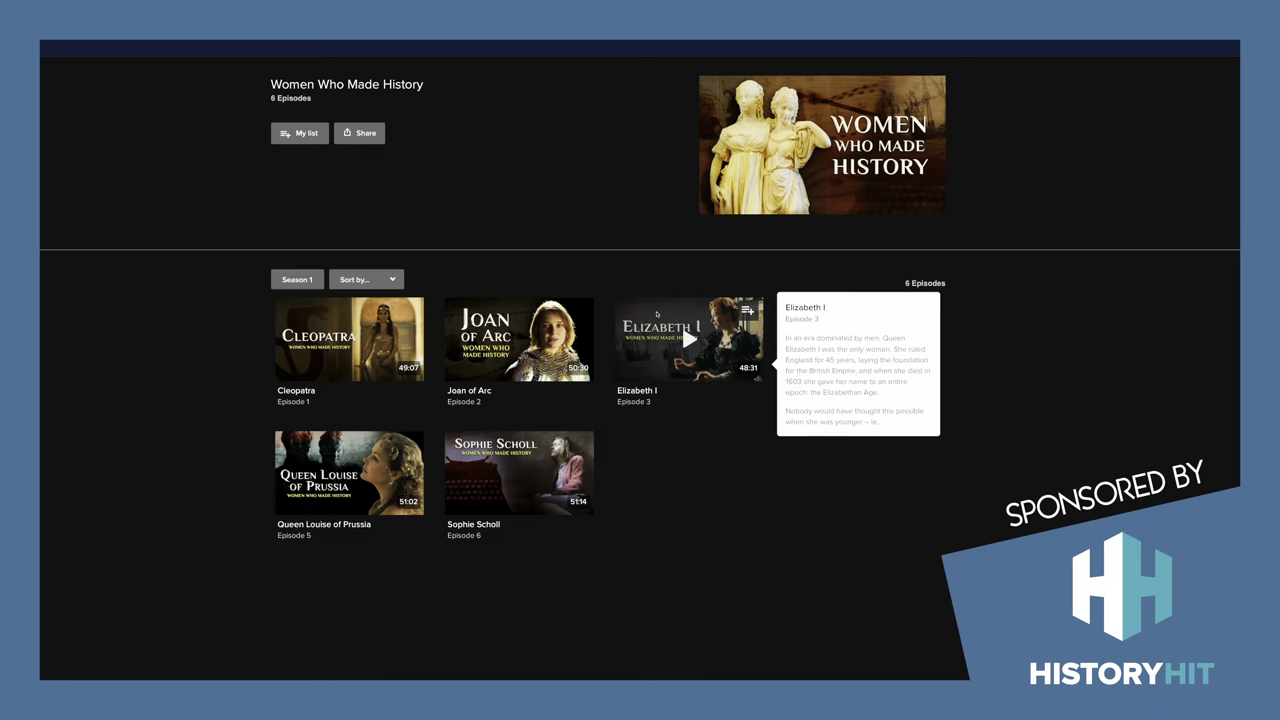 Women Who Made History
6 Episodes
My list
Share
WOMEN
WHO MADE
HISTORY
Season 1
Sort by...
6 Episodes
CLEOPATRA
WOMEN WHO MADE HISTORY
49:07
Cleopatra
Episode 1
JOAN
OF ARC
WOMEN WHO
MADE HISTORY
50:30
Joan of Arc
Episode 2
ELIZABETH I
WOMEN WHO MADE HIS
48:31
Elizabeth I
Episode 3
Elizabeth I
Episode 3
In an era dominated by men, Queen
Elizabeth I was the only woman. She ruled
England for 45 years, laying the foundation
for the British Empire, and when she died in
1603 she gave her name to an entire
epoch: the Elizabethan Age.
Nobody would have thought this possible
when she was younger – le...
QUEEN LOUISE
OF PRUSSIA
WOMEN WHO MADE HISTORY
51:02
Queen Louise of Prussia
Episode 5
SOPHIE SCHOLL
WOMEN WHO MADE HISTORY
51:14
Sophie Scholl
Episode 6
SPONSORED BY
HISTORYHIT